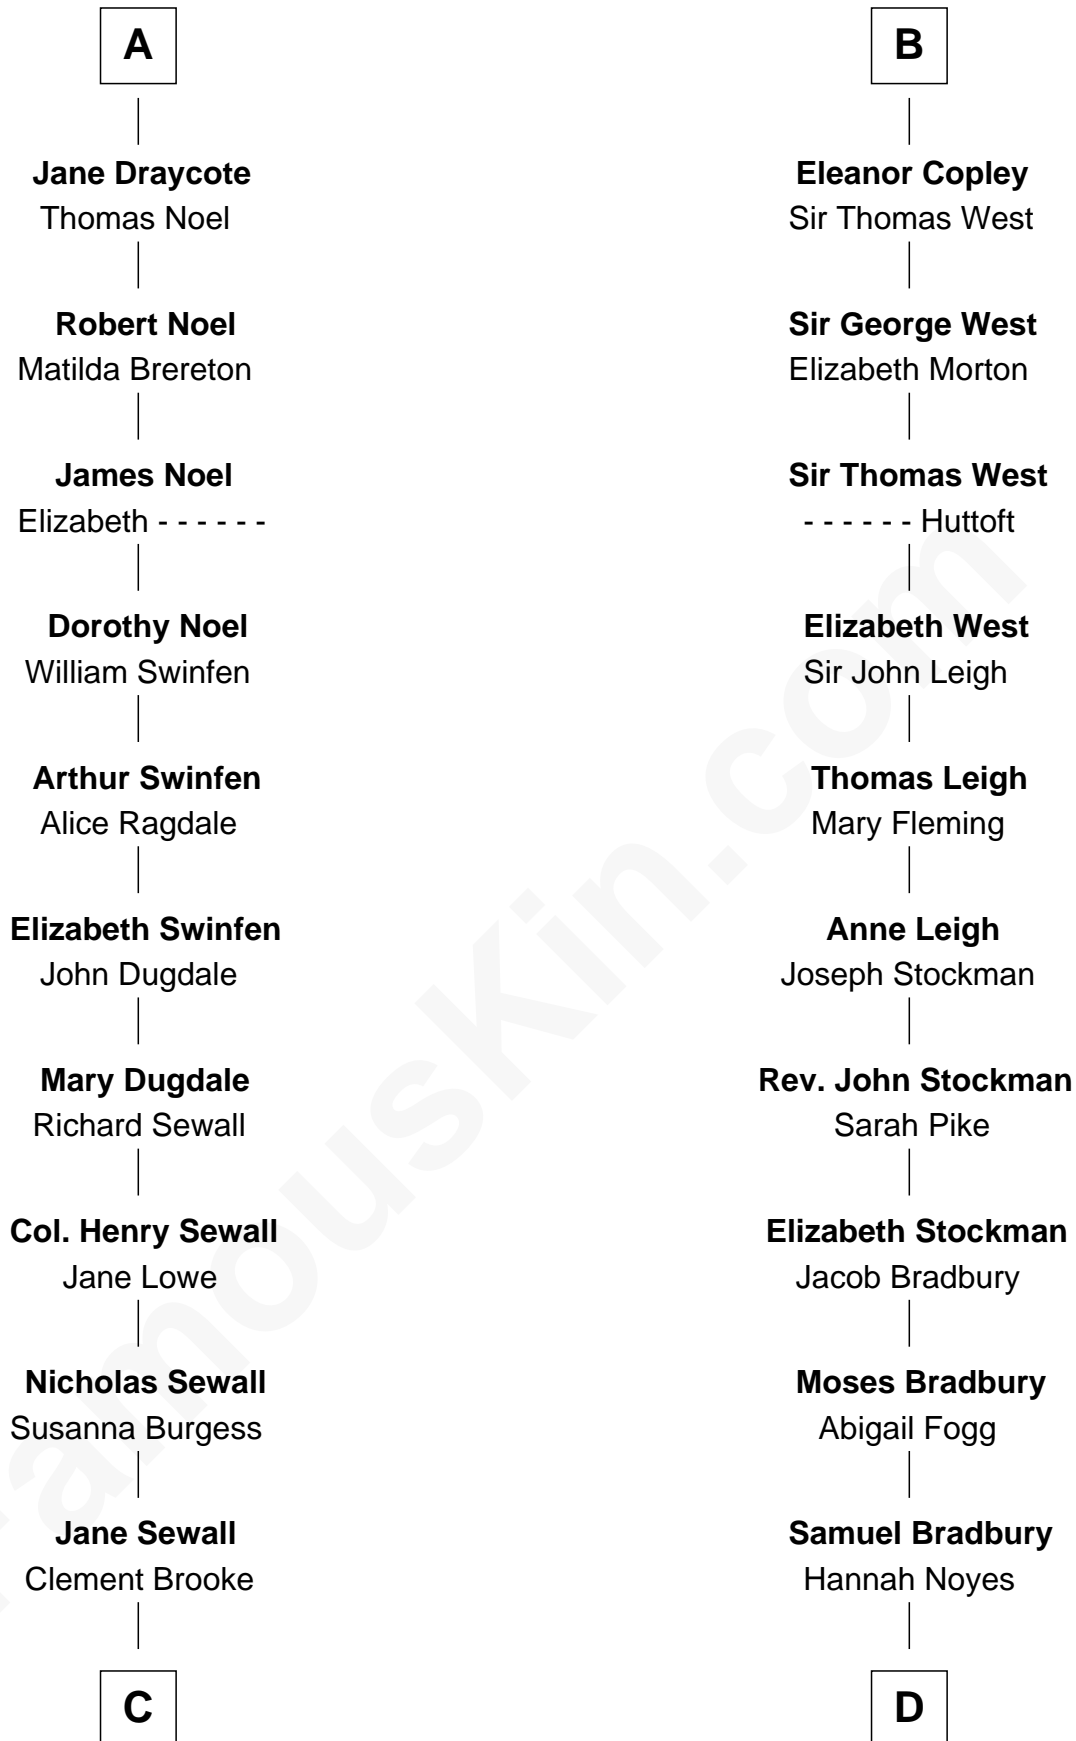 A
Jane Draycote
Thomas Noel
Robert Noel
Matilda Brereton
James Noel
Elizabeth - - - - - -
Dorothy Noel
William Swinfen
Arthur Swinfen
Alice Ragdale
Elizabeth Swinfen
John Dugdale
Mary Dugdale
Richard Sewall
Col. Henry Sewall
Jane Lowe
Nicholas Sewall
Susanna Burgess
Jane Sewall
Clement Brooke
C
B
Eleanor Copley
Sir Thomas West
Sir George West
Elizabeth Morton
Sir Thomas West
- - - - - - Huttoft
Elizabeth West
Sir John Leigh
Thomas Leigh
Mary Fleming
Anne Leigh
Joseph Stockman
Rev. John Stockman
Sarah Pike
Elizabeth Stockman
Jacob Bradbury
Moses Bradbury
Abigail Fogg
Samuel Bradbury
Hannah Noyes
D
FamousKin.com